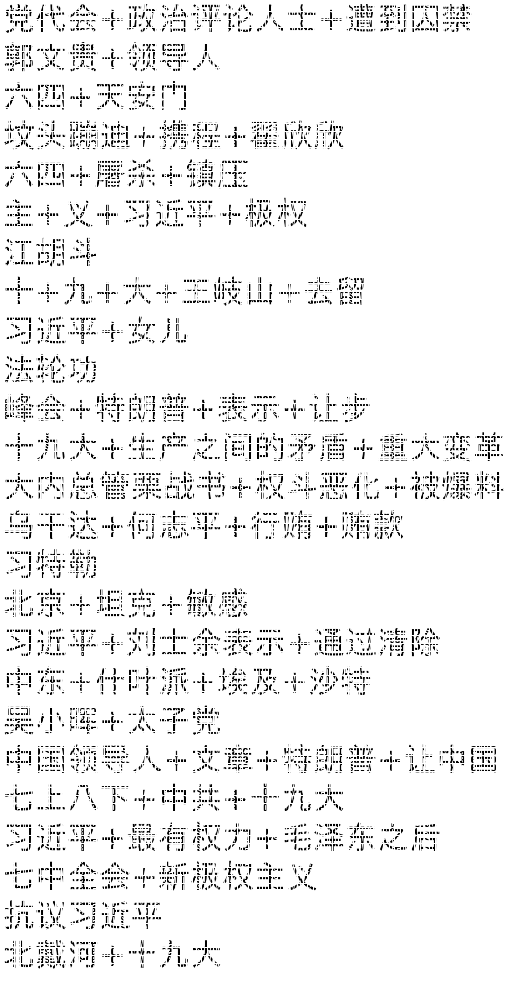 党代会+政治评论人士+遭到囚禁
郭文贵+领导人
六四+天安门
坟头蹦迪+携程+翟欣欣
六四+屠杀+镇压
主+义+习近平+极权
江胡斗
十+九+大+王岐山+去留
习近平+女儿
法轮功
峰会+特朗普+表示+让步
十九大+生产之间的矛盾+重大变革
大内总管栗战书+权斗恶化+被爆料
乌干达+何志平+行贿+贿款
习特勒
北京+坦克+敏感
习近平+刘士余表示+通过清除
中东+什叶派+埃及+沙特
吴小晖+太子党
中国领导人+文章+特朗普+让中国
七上八下+中共+十九大
习近平+最有权力+毛泽东之后
七中全会+新极权主义
抗议习近平
北戴河+十九大